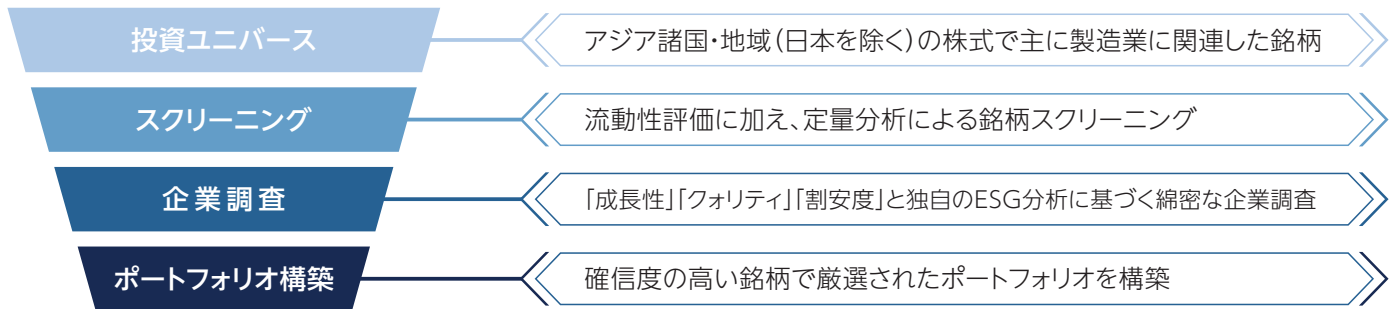 投資ユニバース
アジア諸国・地域(日本を除く)の株式で主に製造業に関連した銘柄
スクリーニング
流動性評価に加え、定量分析による銘柄スクリーニング
企業調査
「成長性」「クォリティ」「割安度」と独自のESG分析に基づく綿密な企業調査
ポートフォリオ構築
確信度の高い銘柄で厳選されたポートフォリオを構築